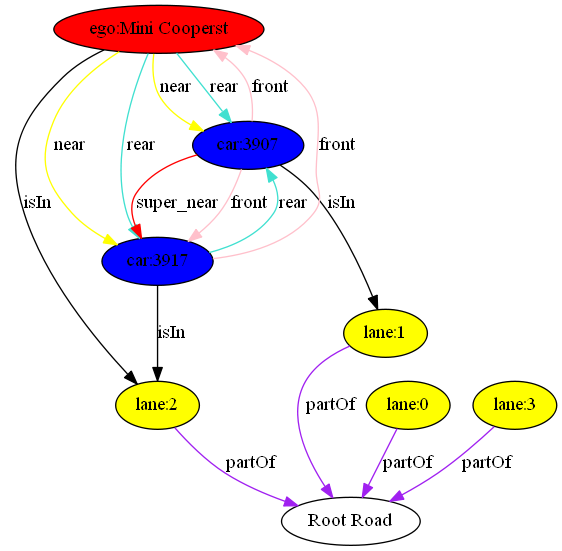 ego:Mini Cooperst
near
rear
front
car:3907
near
rear
front
isIn
super_near
front
rear
isIn
car:3917
isIn
lane:1
lane:2
lane:0
lane:3
partOf
partOf
partOf
partOf
Root Road